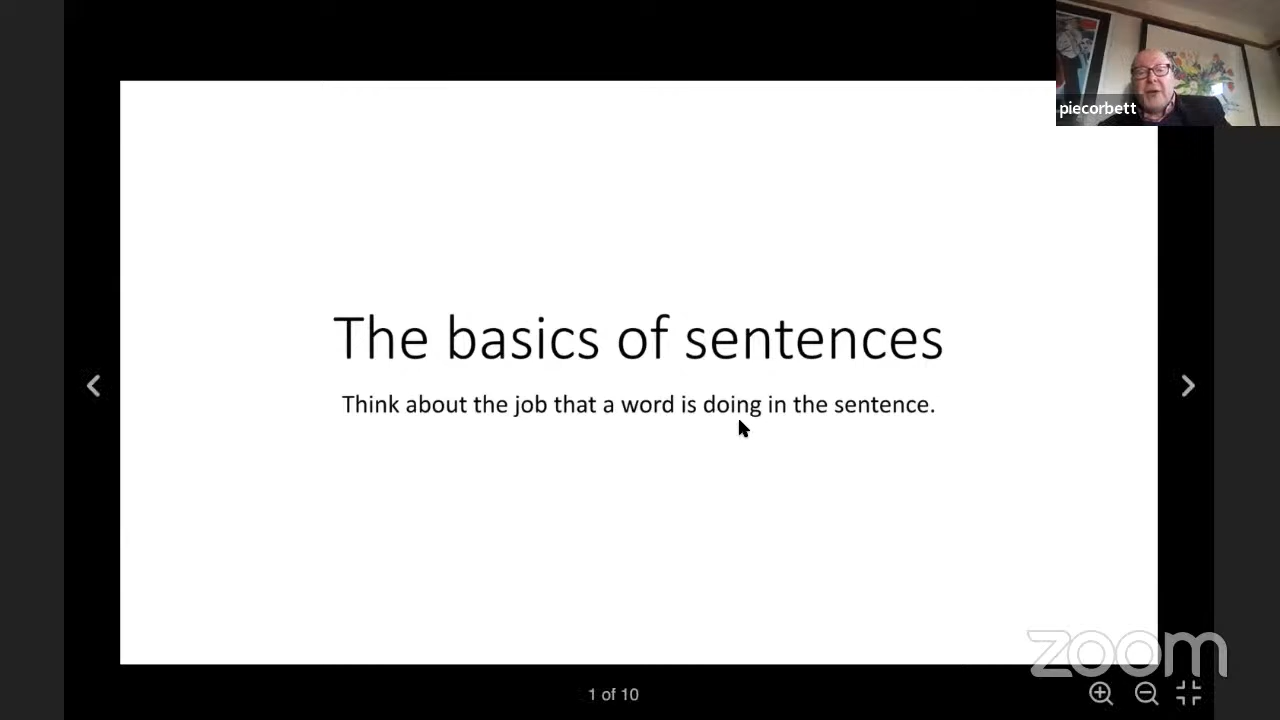 piecorbett
The basics of sentences
Think about the job that a word is doing in the sentence.
zoom
1 of 10